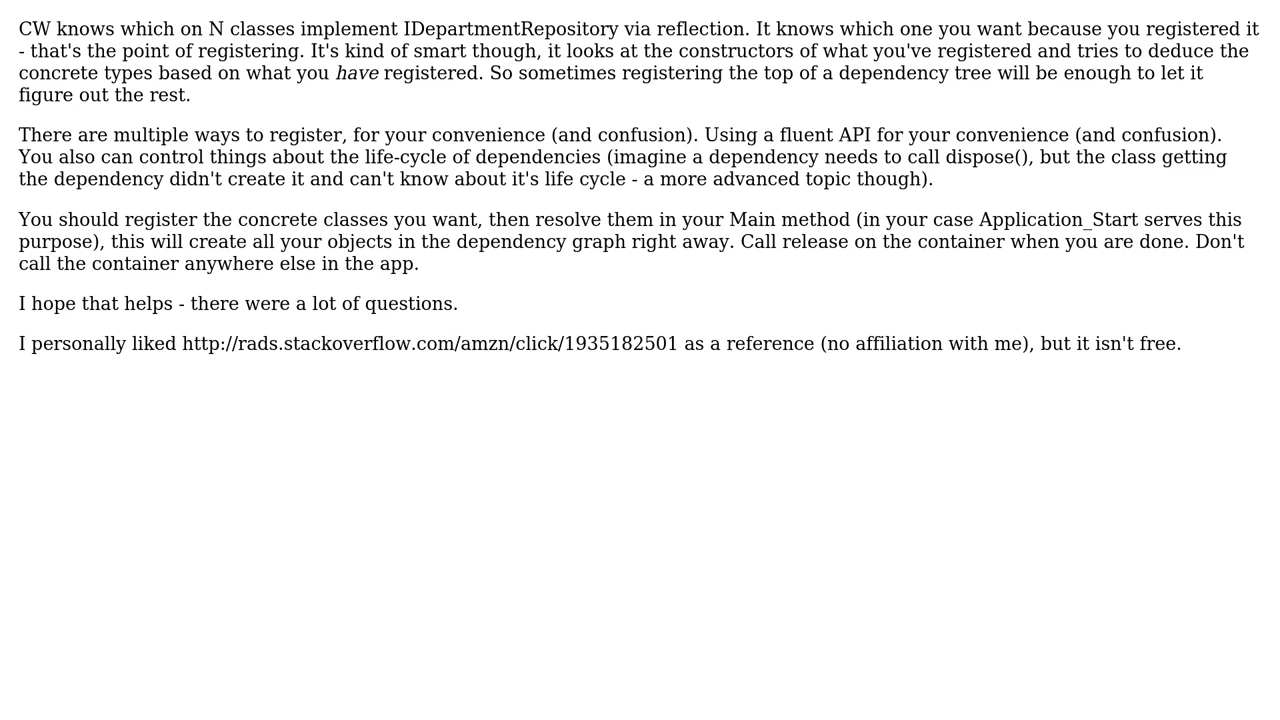 CW knows which on N classes implement IDepartmentRepository via reflection. It knows which one you want because you registered it
- that's the point of registering. It's kind of smart though, it looks at the constructors of what you've registered and tries to deduce the
concrete types based on what you have registered. So sometimes registering the top of a dependency tree will be enough to let it
figure out the rest.
There are multiple ways to register, for your convenience (and confusion). Using a fluent API for your convenience (and confusion).
You also can control things about the life-cycle of dependencies (imagine a dependency needs to call dispose(), but the class getting
the dependency didn't create it and can't know about it's life cycle - a more advanced topic though).
You should register the concrete classes you want, then resolve them in your Main method (in your case Application_Start serves this
purpose), this will create all your objects in the dependency graph right away. Call release on the container when you are done. Don't
call the container anywhere else in the app.
I hope that helps - there were a lot of questions.
I personally liked http://rads.stackoverflow.com/amzn/click/1935182501 as a reference (no affiliation with me), but it isn't free.